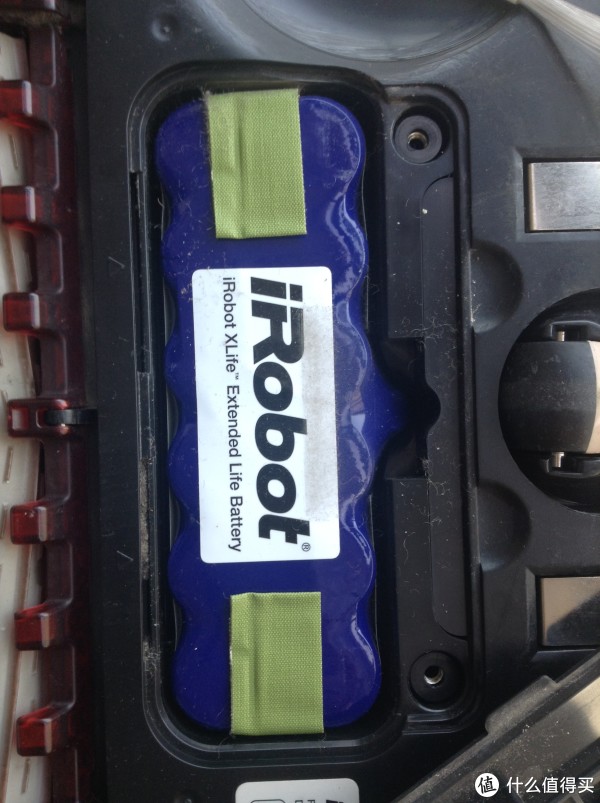 iRobot®
iRobot XLife™ Extended Life Battery
值 什么值得买